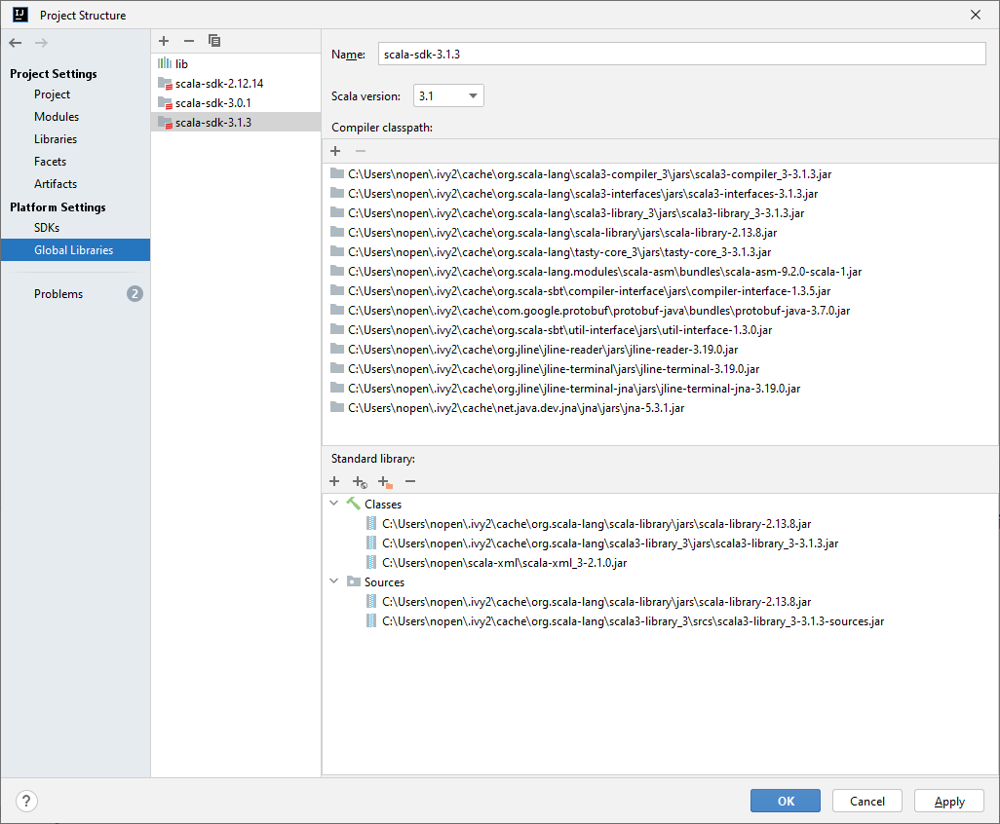 Project Structure
Project Settings
Project
Modules
Libraries
Facets
Artifacts
Platform Settings
SDKs
Global Libraries
Problems 2
lib
scala-sdk-2.12.14
scala-sdk-3.0.1
scala-sdk-3.1.3
Name: scala-sdk-3.1.3
Scala version: 3.1
Compiler classpath:
C:\Users\nopen\.ivy2\cache\org.scala-lang\scala3-compiler_3\jars\scala3-compiler_3-3.1.3.jar
C:\Users\nopen\.ivy2\cache\org.scala-lang\scala3-interfaces\jars\scala3-interfaces-3.1.3.jar
C:\Users\nopen\.ivy2\cache\org.scala-lang\scala3-library_3\jars\scala3-library_3-3.1.3.jar
C:\Users\nopen\.ivy2\cache\org.scala-lang\scala-library\jars\scala-library-2.13.8.jar
C:\Users\nopen\.ivy2\cache\org.scala-lang\tasty-core_3\jars\tasty-core_3-3.1.3.jar
C:\Users\nopen\.ivy2\cache\org.scala-lang.modules\scala-asm\bundles\scala-asm-9.2.0-scala-1.jar
C:\Users\nopen\.ivy2\cache\org.scala-sbt\compiler-interface\jars\compiler-interface-1.3.5.jar
C:\Users\nopen\.ivy2\cache\com.google.protobuf\protobuf-java\bundles\protobuf-java-3.7.0.jar
C:\Users\nopen\.ivy2\cache\org.scala-sbt\util-interface\jars\util-interface-1.3.0.jar
C:\Users\nopen\.ivy2\cache\org.jline\jline-reader\jars\jline-reader-3.19.0.jar
C:\Users\nopen\.ivy2\cache\org.jline\jline-terminal\jars\jline-terminal-3.19.0.jar
C:\Users\nopen\.ivy2\cache\org.jline\jline-terminal-jna\jars\jline-terminal-jna-3.19.0.jar
C:\Users\nopen\.ivy2\cache\net.java.dev.jna\jna\jars\jna-5.3.1.jar
Standard library:
Classes
C:\Users\nopen\.ivy2\cache\org.scala-lang\scala-library\jars\scala-library-2.13.8.jar
C:\Users\nopen\.ivy2\cache\org.scala-lang\scala3-library_3\jars\scala3-library_3-3.1.3.jar
C:\Users\nopen\scala-xml\scala-xml_3-2.1.0.jar
Sources
C:\Users\nopen\.ivy2\cache\org.scala-lang\scala-library\jars\scala-library-2.13.8.jar
C:\Users\nopen\.ivy2\cache\org.scala-lang\scala3-library_3\srcs\scala3-library_3-3.1.3-sources.jar
?
OK
Cancel
Apply